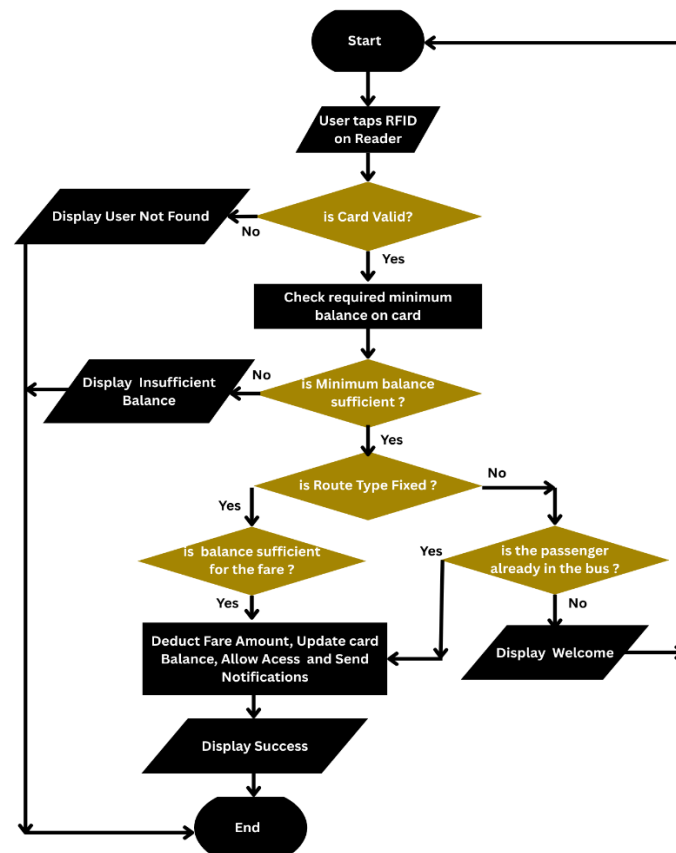 Start
User taps RFID
on Reader
is Card Valid?
Display User Not Found
No
Yes
Check required minimum
balance on card
is Minimum balance
sufficient ?
No
Display Insufficient
Balance
Yes
is Route Type Fixed ?
No
Yes
is balance sufficient
for the fare ?
Yes
is the passenger
already in the bus ?
Yes
No
Deduct Fare Amount, Update card
Balance, Allow Acess and Send
Notifications
Display Welcome
Display Success
End